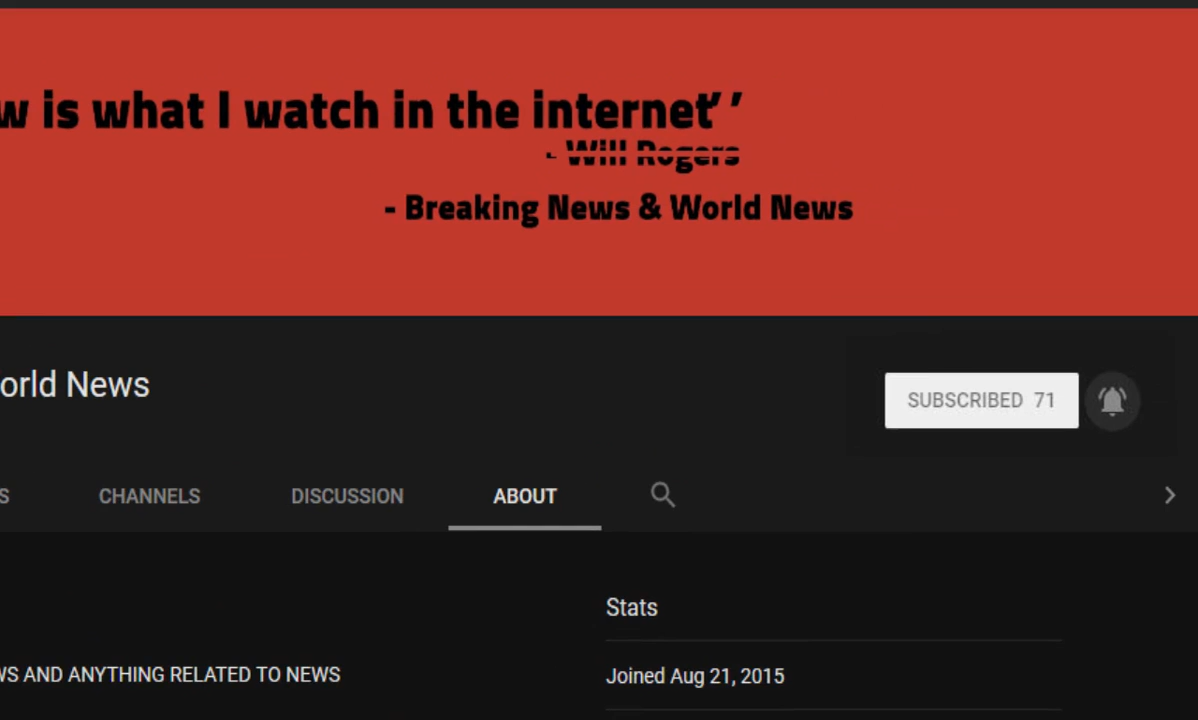 w is what I watch in the internet’’
- Will Rogers
- Breaking News & World News
orld News
SUBSCRIBED 71
S CHANNELS DISCUSSION ABOUT
Stats
WS AND ANYTHING RELATED TO NEWS
Joined Aug 21, 2015